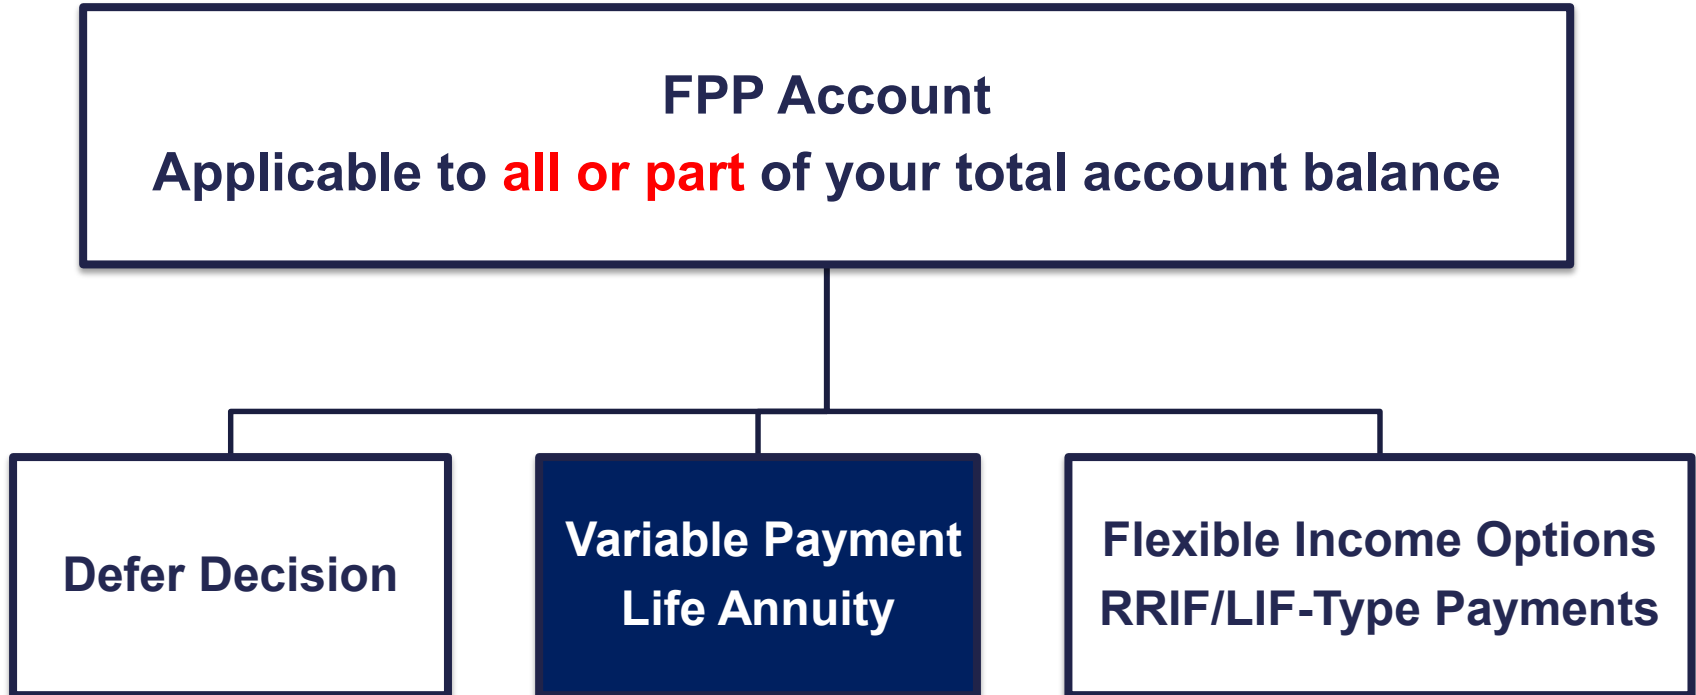 FPP Account
Applicable to all or part of your total account balance
Defer Decision
Variable Payment
Life Annuity
Flexible Income Options
RRIF/LIF-Type Payments